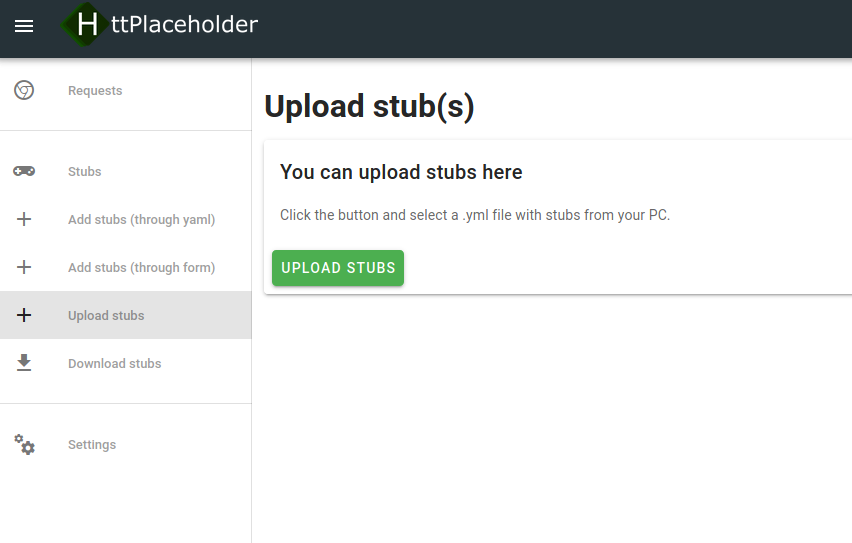 HttPlaceholder
Requests
Stubs
Add stubs (through yaml)
Add stubs (through form)
Upload stubs
Download stubs
Settings
Upload stub(s)
You can upload stubs here
Click the button and select a .yml file with stubs from your PC.
UPLOAD STUBS